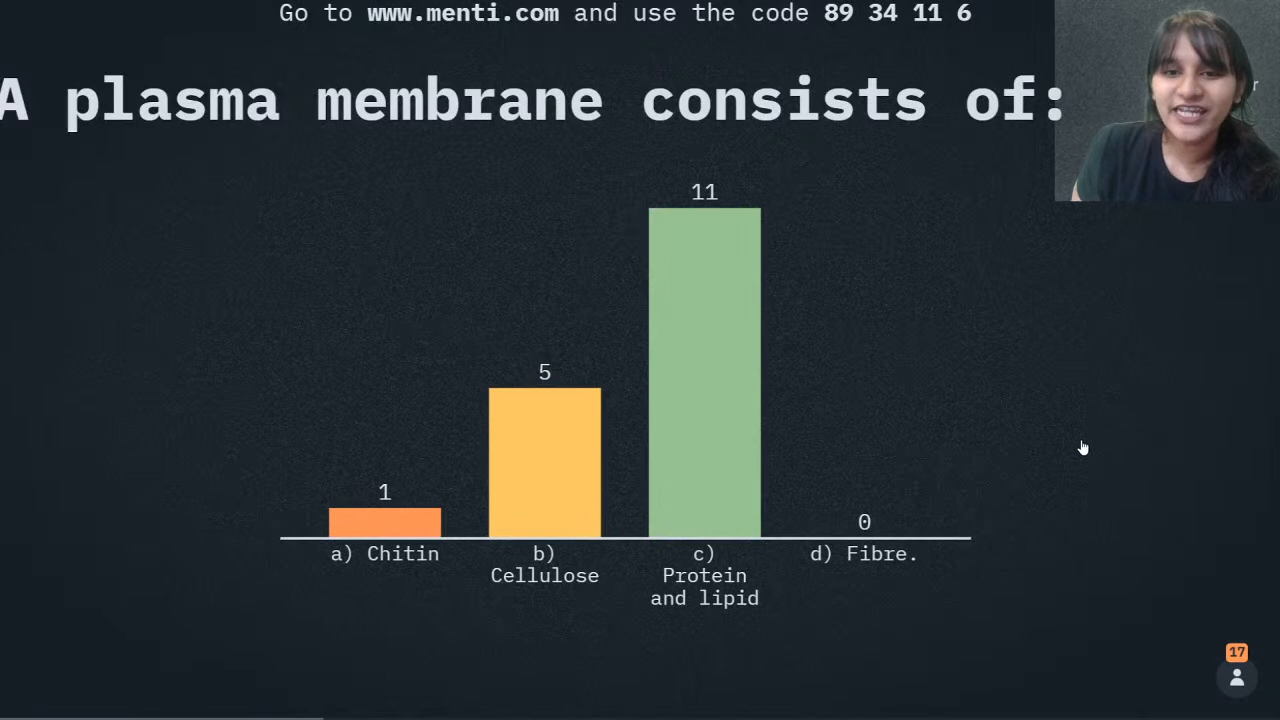 Go to www.menti.com and use the code 89 34 11 6
A plasma membrane consists of:
11
5
1
0
a) Chitin
b)
Cellulose
c)
Protein
and lipid
d) Fibre.
17